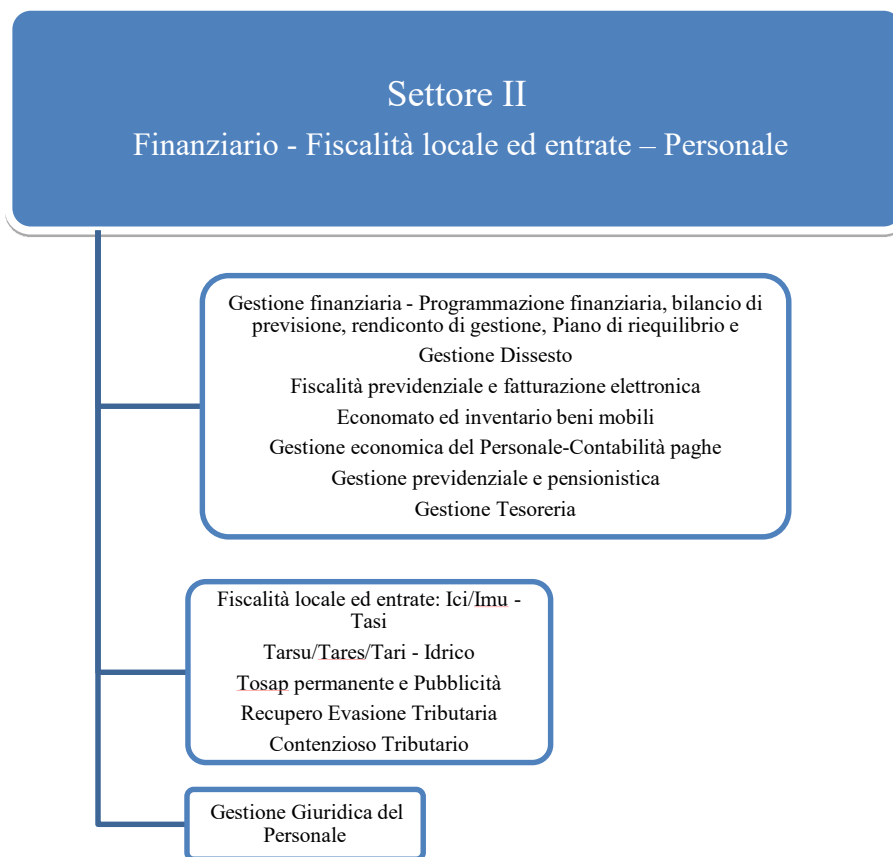 Settore II
Finanziario - Fiscalità locale ed entrate – Personale
Gestione finanziaria - Programmazione finanziaria, bilancio di
previsione, rendiconto di gestione, Piano di riequilibrio e
Gestione Dissesto
Fiscalità previdenziale e fatturazione elettronica
Economato ed inventario beni mobili
Gestione economica del Personale-Contabilità paghe
Gestione previdenziale e pensionistica
Gestione Tesoreria
Fiscalità locale ed entrate: Ici/Imu -
Tasi
Tarsu/Tares/Tari - Idrico
Tosap permanente e Pubblicità
Recupero Evasione Tributaria
Contenzioso Tributario
Gestione Giuridica del
Personale